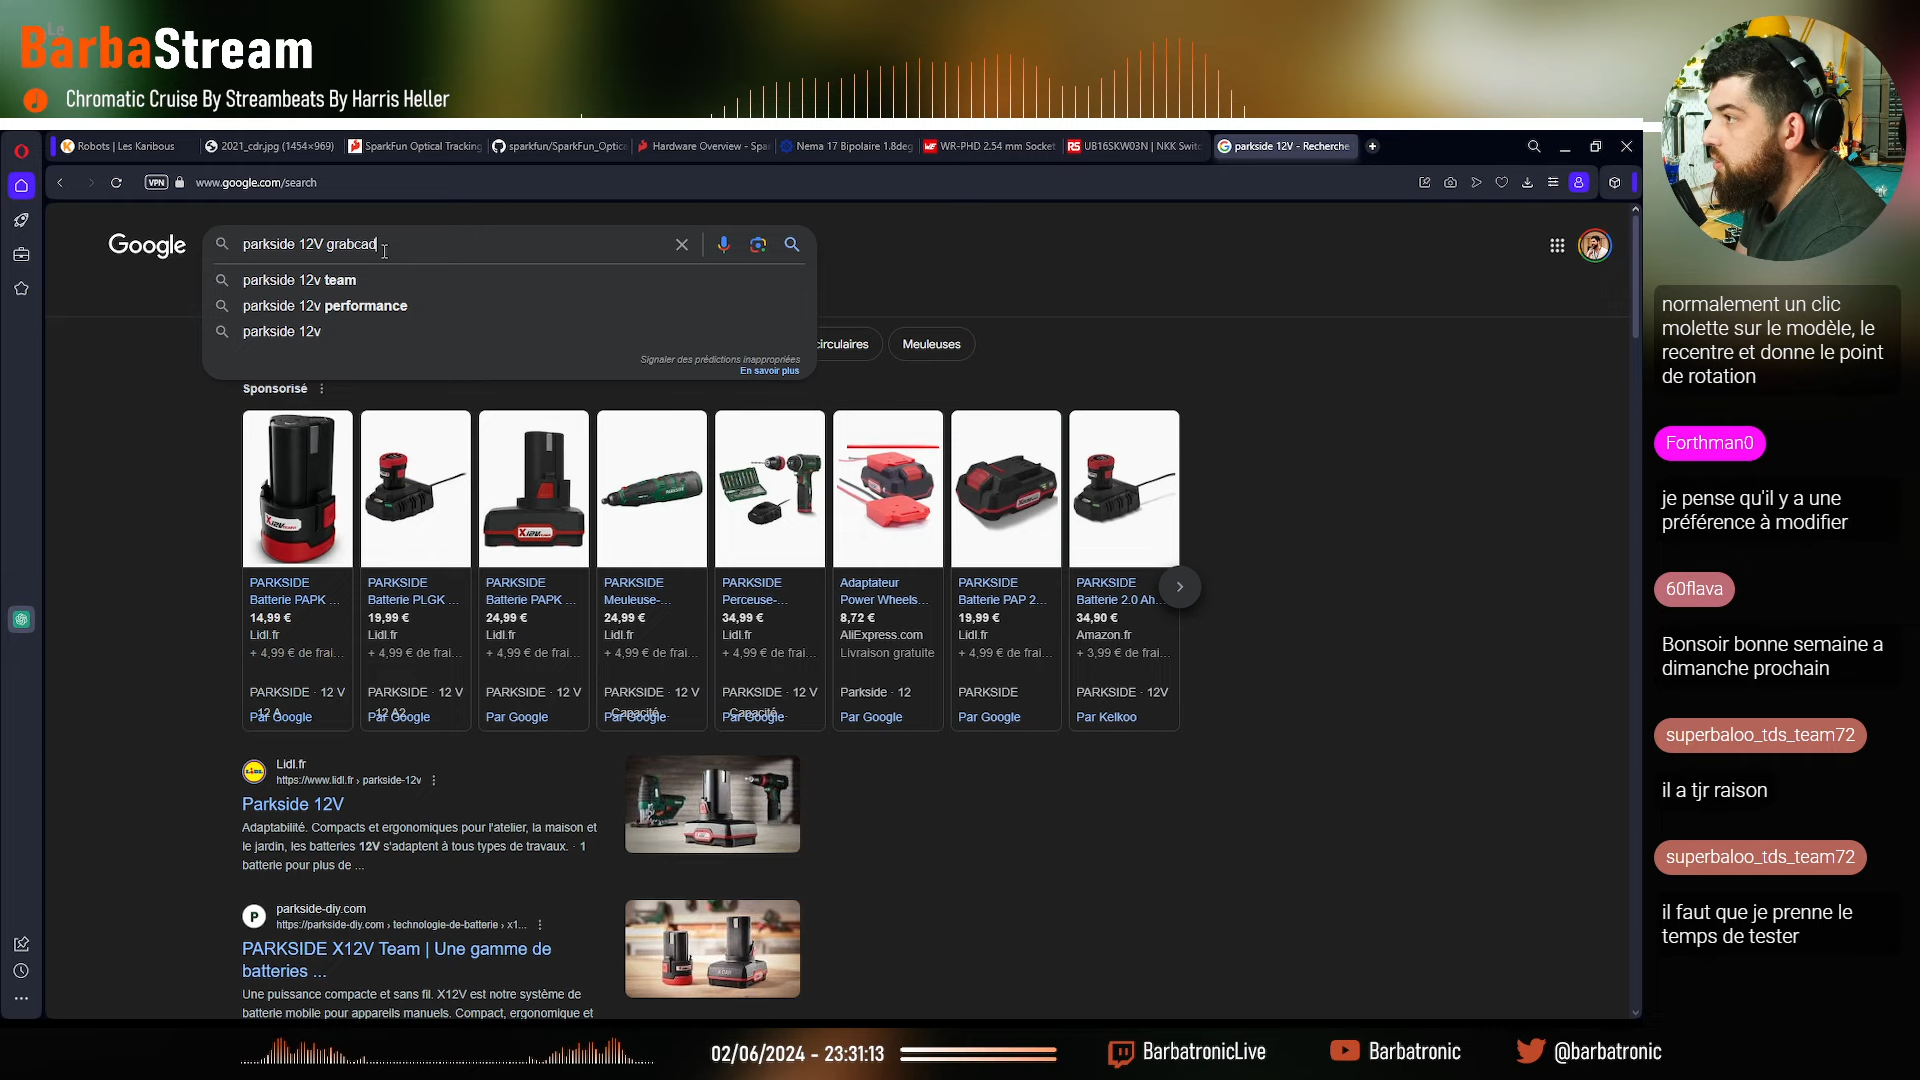 Le
BarbaStream
Chromatic Cruise By Streambeats By Harris Heller
Robots | Les Karibous
2021_cdr.jpg (1454×969)
SparkFun Optical Tracking
sparkfun/SparkFun_Optica
Hardware Overview - Spa
Nema 17 Bipolaire 1.8deg
WR-PHD 2.54 mm Socket
UB16SKW03N | NKK Switc
parkside 12V - Recherche
VPN
www.google.com/search
Google
parkside 12V grabcad
parkside 12v team
parkside 12v performance
parkside 12v
Signaler des prédictions inappropriées
En savoir plus
circulaires
Meuleuses
Sponsorisé
PARKSIDE
Batterie PAPK ...
14,99 €
Lidl.fr
+ 4,99 € de frai...
PARKSIDE · 12 V
· 12 A
Par Google
PARKSIDE
Batterie PLGK ...
19,99 €
Lidl.fr
+ 4,99 € de frai...
PARKSIDE · 12 V
· 12 A2
Par Google
PARKSIDE
Batterie PAPK ...
24,99 €
Lidl.fr
+ 4,99 € de frai...
PARKSIDE · 12 V
Par Google
PARKSIDE
Meuleuse-...
24,99 €
Lidl.fr
+ 4,99 € de frai...
PARKSIDE · 12 V
· Capacité
Par Google
PARKSIDE
Perceuse-...
34,99 €
Lidl.fr
+ 4,99 € de frai...
PARKSIDE · 12 V
· Capacité
Par Google
Adaptateur
Power Wheels...
8,72 €
AliExpress.com
Livraison gratuite
Parkside · 12
Par Google
PARKSIDE
Batterie PAP 2...
19,99 €
Lidl.fr
+ 4,99 € de frai...
PARKSIDE
Par Google
PARKSIDE
Batterie 2.0 Ah...
34,90 €
Amazon.fr
+ 3,99 € de frai...
PARKSIDE · 12V
Par Kelkoo
Lidl.fr
https://www.lidl.fr › parkside-12v
Parkside 12V
Adaptabilité. Compacts et ergonomiques pour l'atelier, la maison et
le jardin, les batteries 12V s'adaptent à tous types de travaux. · 1
batterie pour plus de ...
P
parkside-diy.com
https://parkside-diy.com › technologie-de-batterie › x1...
PARKSIDE X12V Team | Une gamme de
batteries ...
Une puissance compacte et sans fil. X12V est notre système de
batterie mobile pour appareils manuels. Compact, ergonomique et
normalement un clic
molette sur le modèle, le
recentre et donne le point
de rotation
Forthman0
je pense qu'il y a une
préférence à modifier
60flava
Bonsoir bonne semaine a
dimanche prochain
superbaloo_tds_team72
il a tjr raison
superbaloo_tds_team72
il faut que je prenne le
temps de tester
02/06/2024 - 23:31:13
BarbatronicLive
Barbatronic
@barbatronic